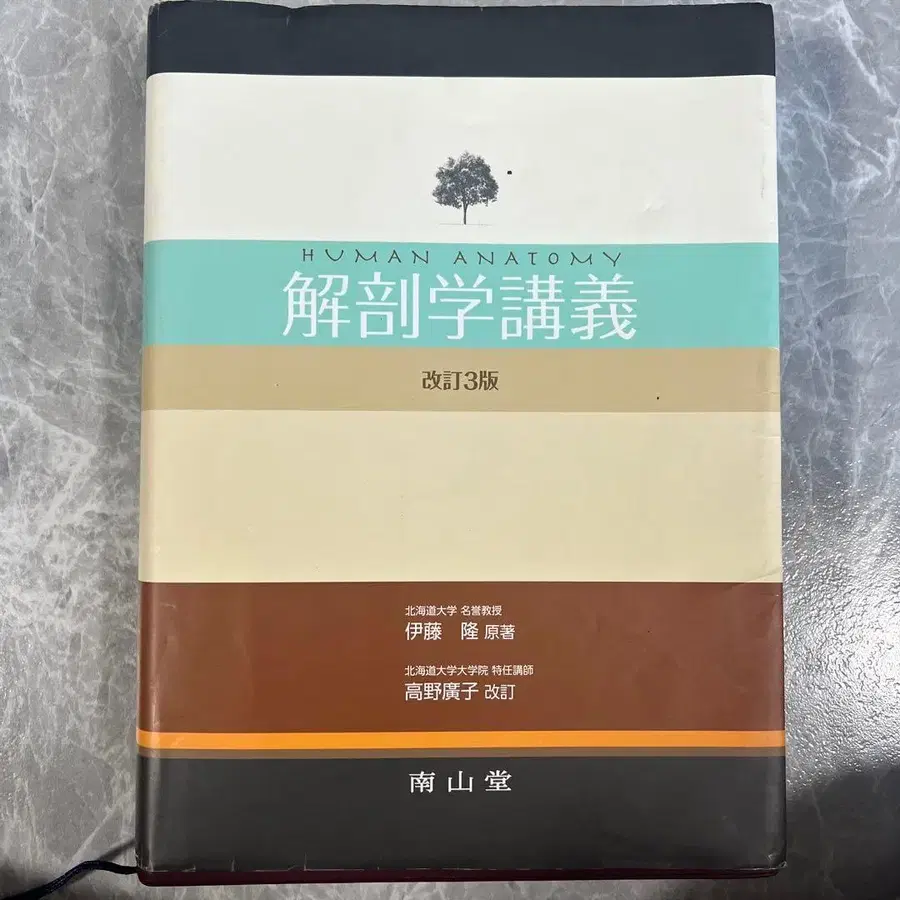 HUMAN ANATOMY
解剖学講義
改訂3版
北海道大学 名誉教授
伊藤 隆 原著
北海道大学大学院 特任講師
高野廣子 改訂
南山堂